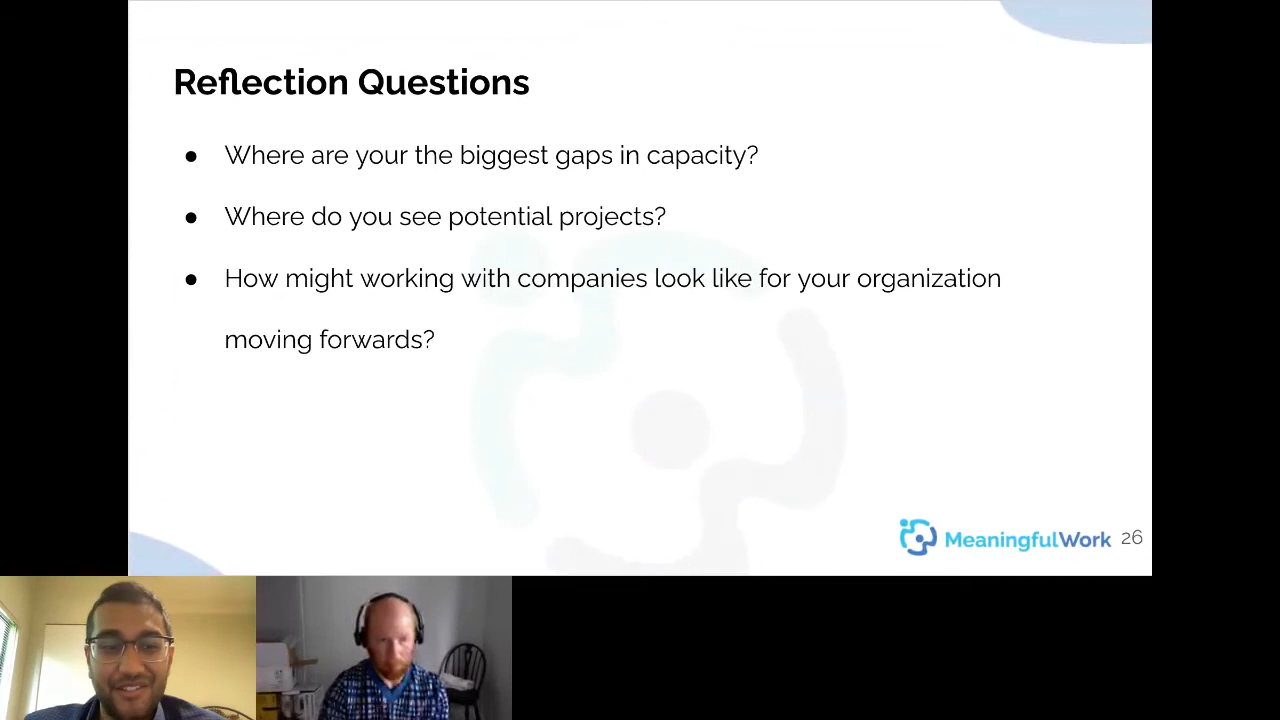 Reflection Questions
● Where are your the biggest gaps in capacity?
● Where do you see potential projects?
● How might working with companies look like for your organization
moving forwards?
MeaningfulWork 26